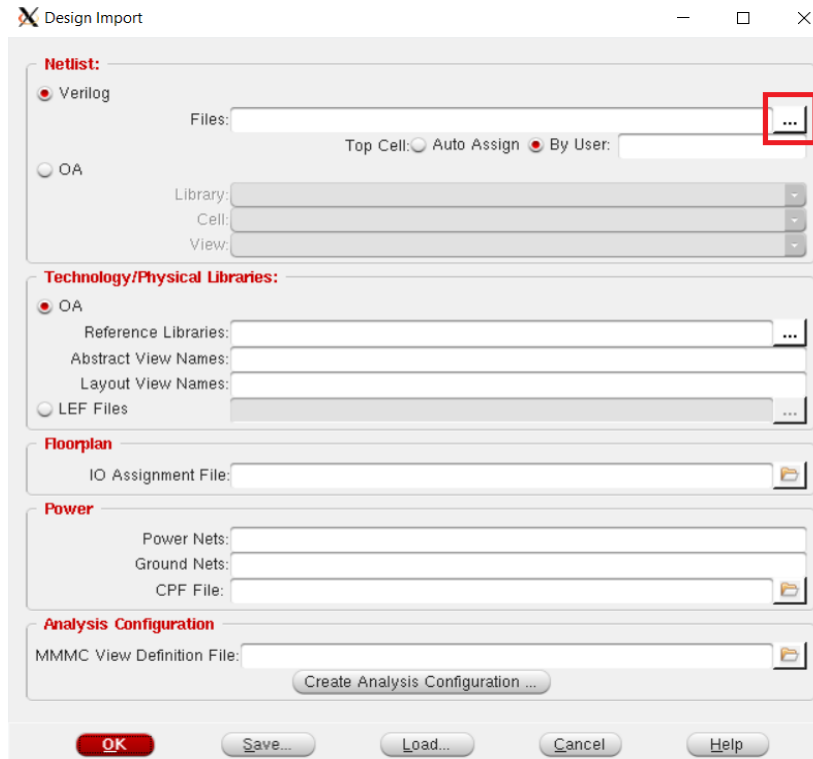 Design Import
Netlist:
Verilog
Files:
...
Top Cell: Auto Assign By User:
OA
Library:
Cell:
View:
Technology/Physical Libraries:
OA
Reference Libraries:
...
Abstract View Names:
Layout View Names:
LEF Files
...
Floorplan
IO Assignment File:
Power
Power Nets:
Ground Nets:
CPF File:
Analysis Configuration
MMMC View Definition File:
Create Analysis Configuration ...
OK Save... Load... Cancel Help